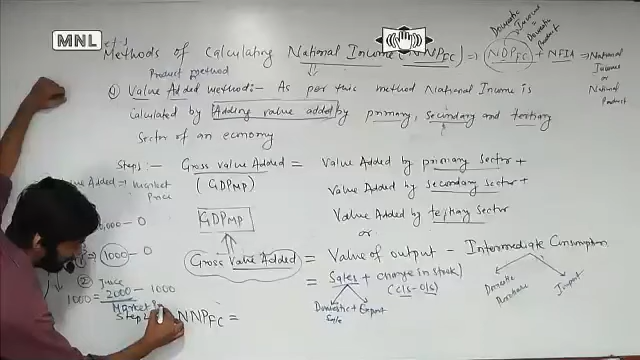 MNL
Methods of Calculating National Income (NNPFC) => NDPFC + NFIA => National Income or National Product
Domestic Income = Domestic Product
Product method
① Value Added method:- As per this method National Income is
calculated by Adding value added by primary, Secindary and tertiary
Sector of an economy
Steps :- Gross value Added = Value Added by primary sector +
(GDPMP) Value Added by secondary sector +
GDPMP Value Added by tertiary Sector
or
Gross Value Added = Value of output - Intermediate Consumption
= Sales + change in stock
(c/s - o/s)
Domestic Sale + Export
Domestic Purchase Import
Value Added = Market Price
0,000 - 0
1000 - 0
② Juice
1000 = 2000 - 1000
Market
Step 2 NNPFC =